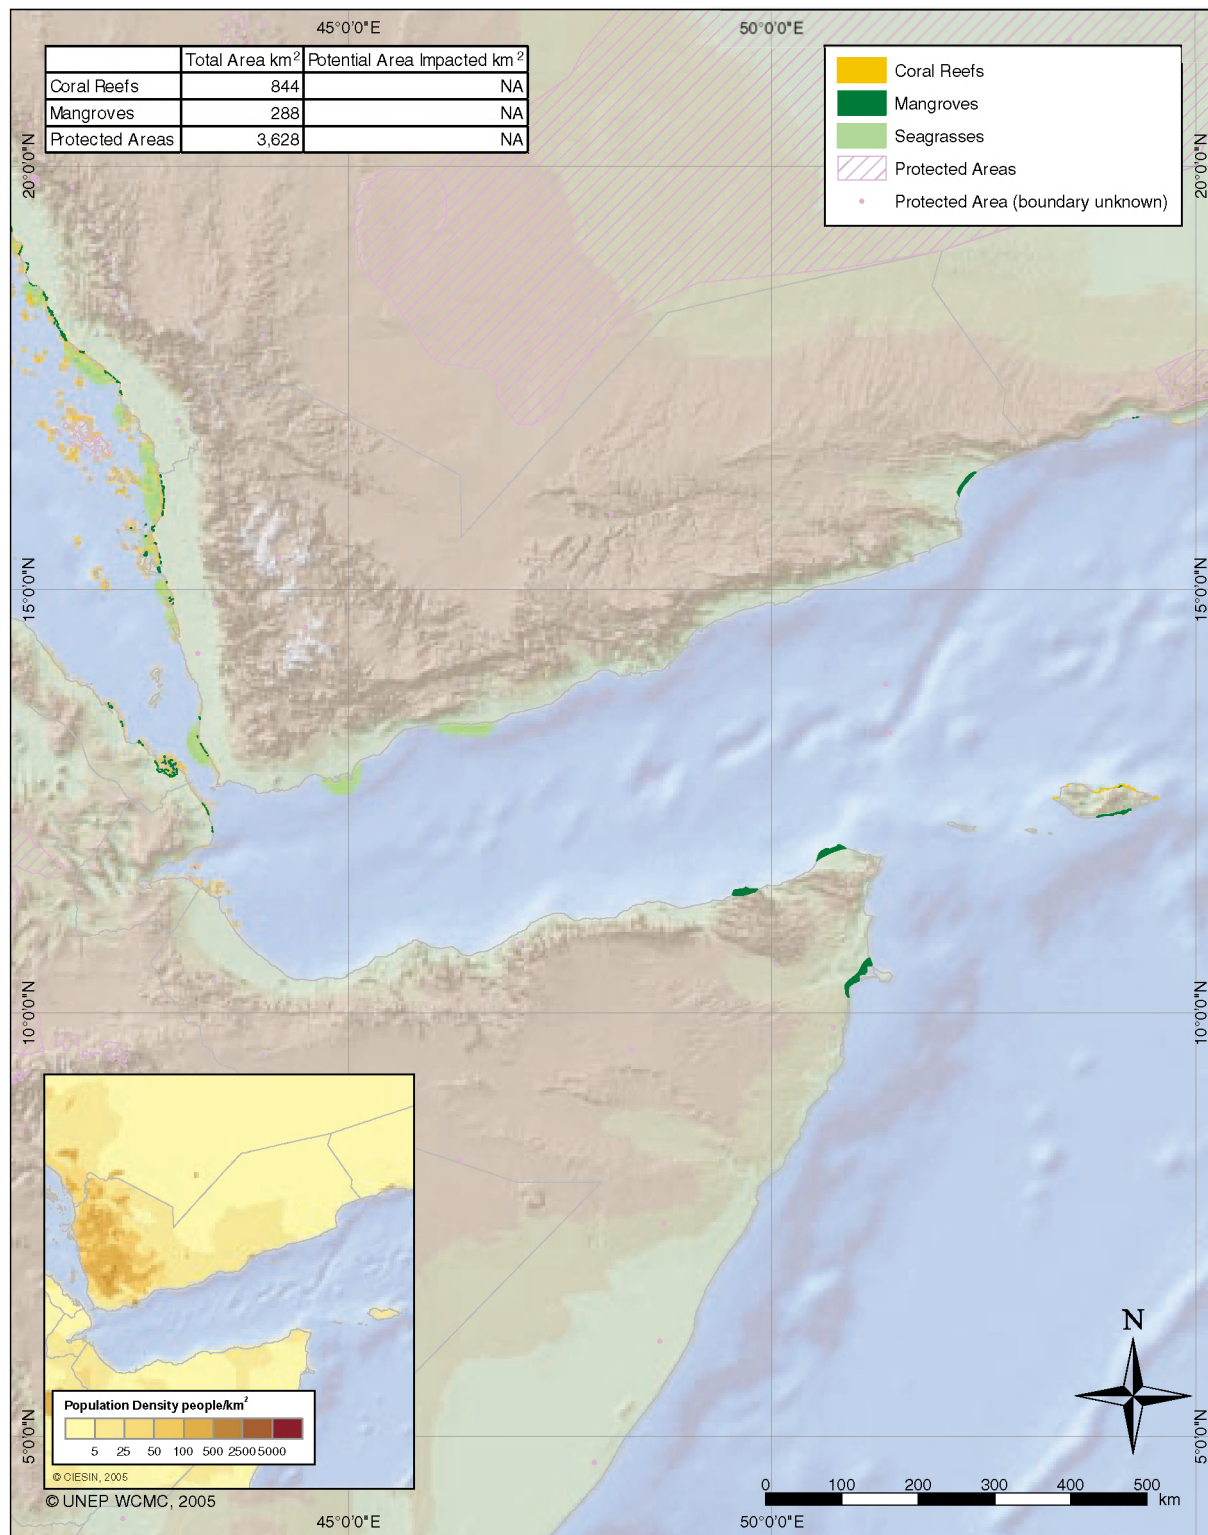 45°0'0"E
50°0'0"E
Total Area km² Potential Area Impacted km²
Coral Reefs 844 NA
Mangroves 288 NA
Protected Areas 3,628 NA
Coral Reefs
Mangroves
Seagrasses
Protected Areas
Protected Area (boundary unknown)
20°0'0"N
20°0'0"N
15°0'0"N
15°0'0"N
10°0'0"N
10°0'0"N
5°0'0"N
5°0'0"N
N
Population Density people/km²
5 25 50 100 500 2500 5000
© CIESIN, 2005
© UNEP WCMC, 2005
0 100 200 300 400 500
km
45°0'0"E
50°0'0"E